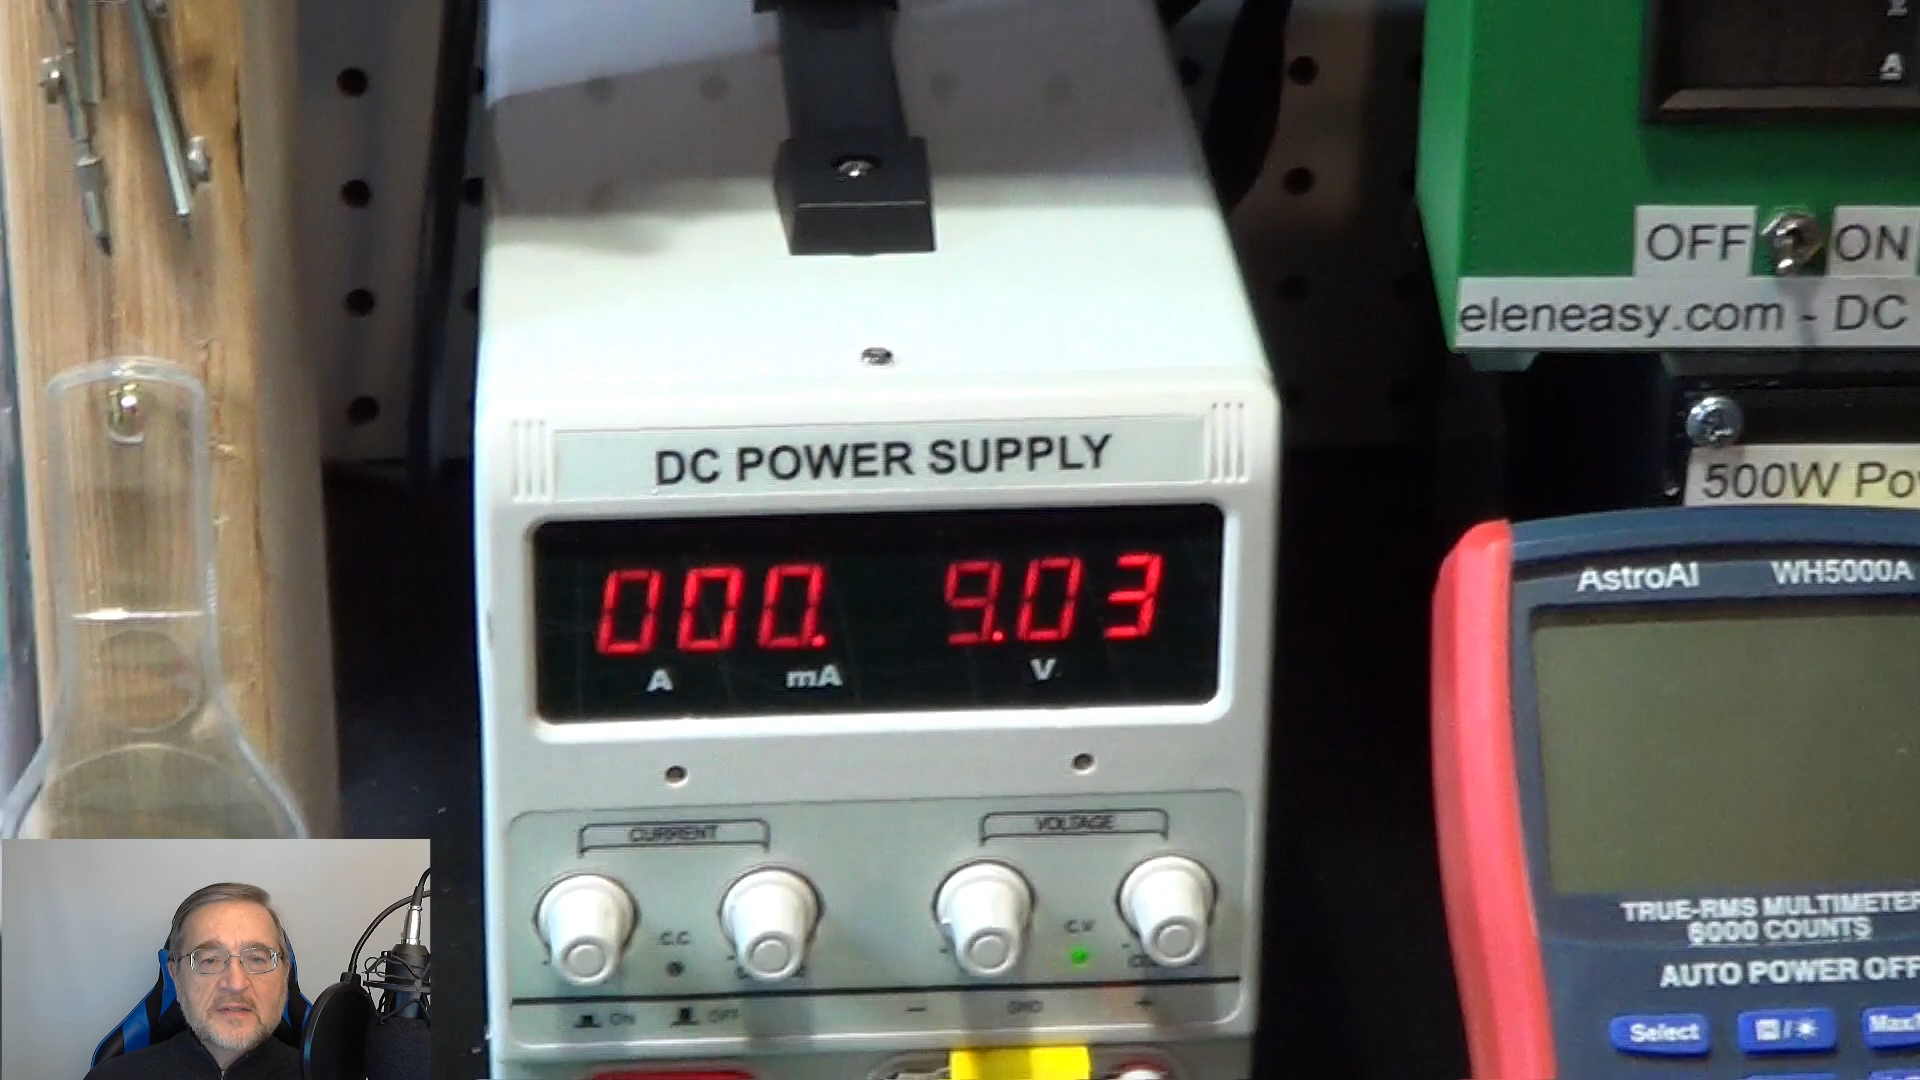 A
OFF ON
eleneasy.com - DC
500W
DC POWER SUPPLY
000. 9.03
A mA V
AstroAI WH5000A
CURRENT VOLTAGE
C.C C.V
TRUE-RMS MULTIMETER
6000 COUNTS
AUTO POWER OFF
ON OFF - GND +
Select